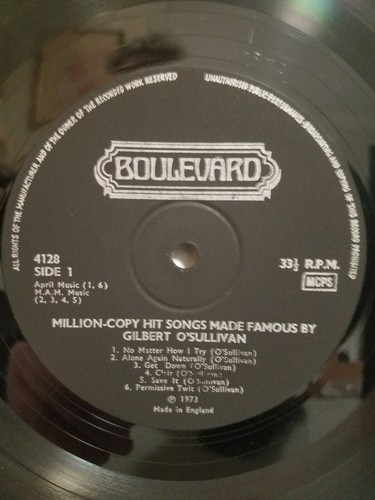 ALL RIGHTS OF THE MANUFACTURER AND OF THE OWNER OF THE RECORDED WORK RESERVED
UNAUTHORISED PUBLIC PERFORMANCE, BROADCASTING AND COPYING OF THIS RECORD PROHIBITED
BOULEVARD
4128
SIDE 1
April Music (1, 6)
M.A.M. Music
(2, 3, 4, 5)
33⅓ R.P.M.
MCPS
MILLION-COPY HIT SONGS MADE FAMOUS BY
GILBERT O'SULLIVAN
1. No Matter How I Try (O'Sullivan)
2. Alone Again Naturally (O'Sullivan)
3. Get Down (O'Sullivan)
4. Clair (O'Sullivan)
5. Save It (O'Sullivan)
6. Permissive Twit (O'Sullivan)
℗ 1973
Made in England